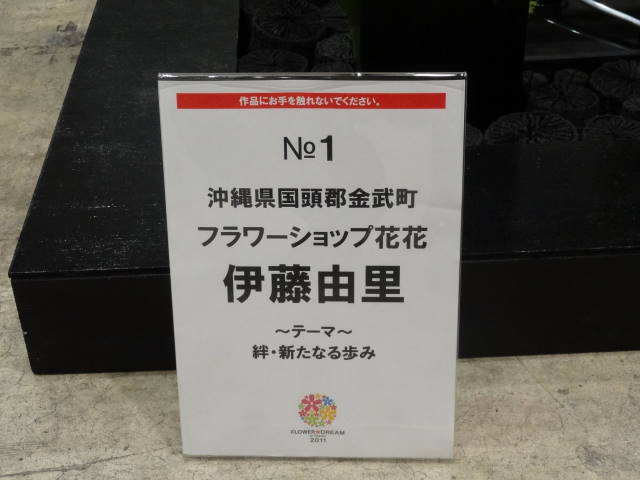 作品にお手を触れないでください。
№1
沖縄県国頭郡金武町
フラワーショップ花花
伊藤由里
～テーマ～
絆・新たなる歩み
FLOWER DREAM
2011